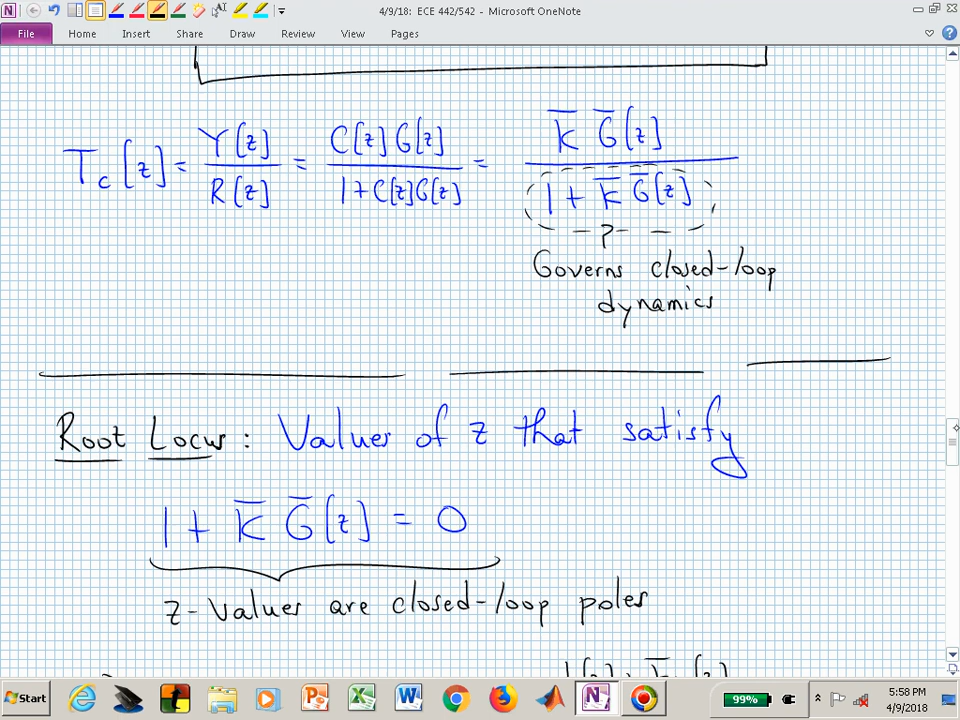 4/9/18: ECE 442/542 - Microsoft OneNote
File Home Insert Share Draw Review View Pages
T_c[z] = Y[z] / R[z] = C[z]G[z] / 1+C[z]G[z] = K̅ G̅[z] / 1 + K̅ G̅[z]
Governs closed-loop
dynamics
Root Locus: Values of z that satisfy
1 + K̅ G̅[z] = 0
z-values are closed-loop poles
Start
99%
5:58 PM
4/9/2018